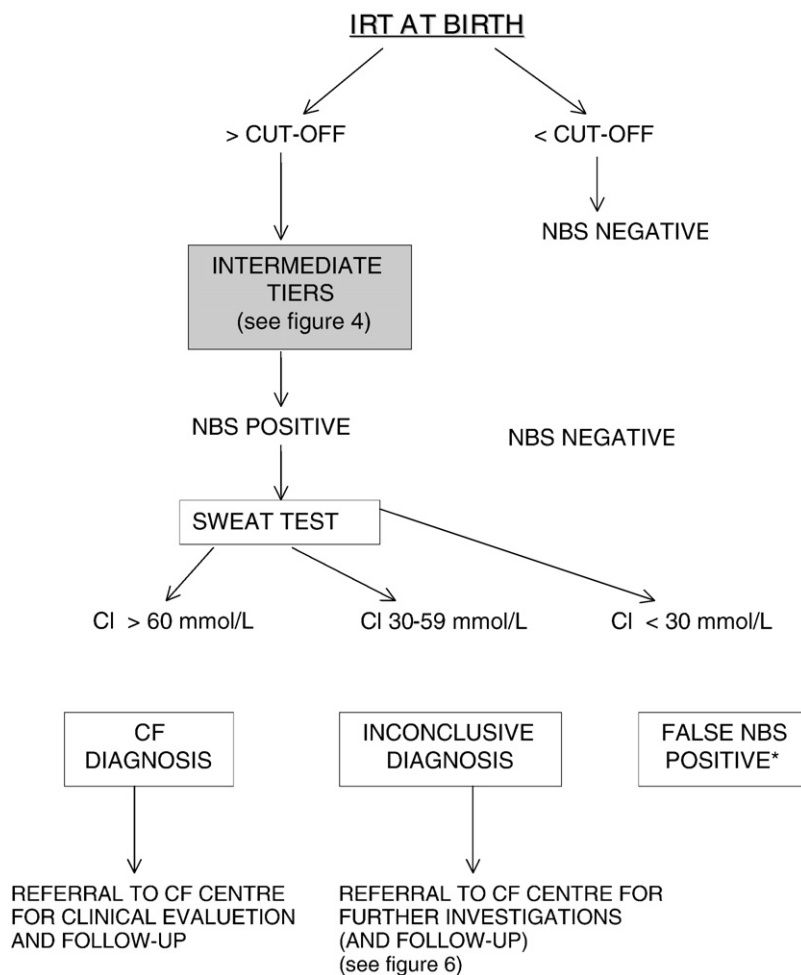 IRT AT BIRTH
> CUT-OFF
< CUT-OFF
NBS NEGATIVE
INTERMEDIATE
TIERS
(see figure 4)
NBS POSITIVE
NBS NEGATIVE
SWEAT TEST
Cl > 60 mmol/L
Cl 30-59 mmol/L
Cl < 30 mmol/L
CF
DIAGNOSIS
INCONCLUSIVE
DIAGNOSIS
FALSE NBS
POSITIVE*
REFERRAL TO CF CENTRE
FOR CLINICAL EVALUETION
AND FOLLOW-UP
REFERRAL TO CF CENTRE FOR
FURTHER INVESTIGATIONS
(AND FOLLOW-UP)
(see figure 6)